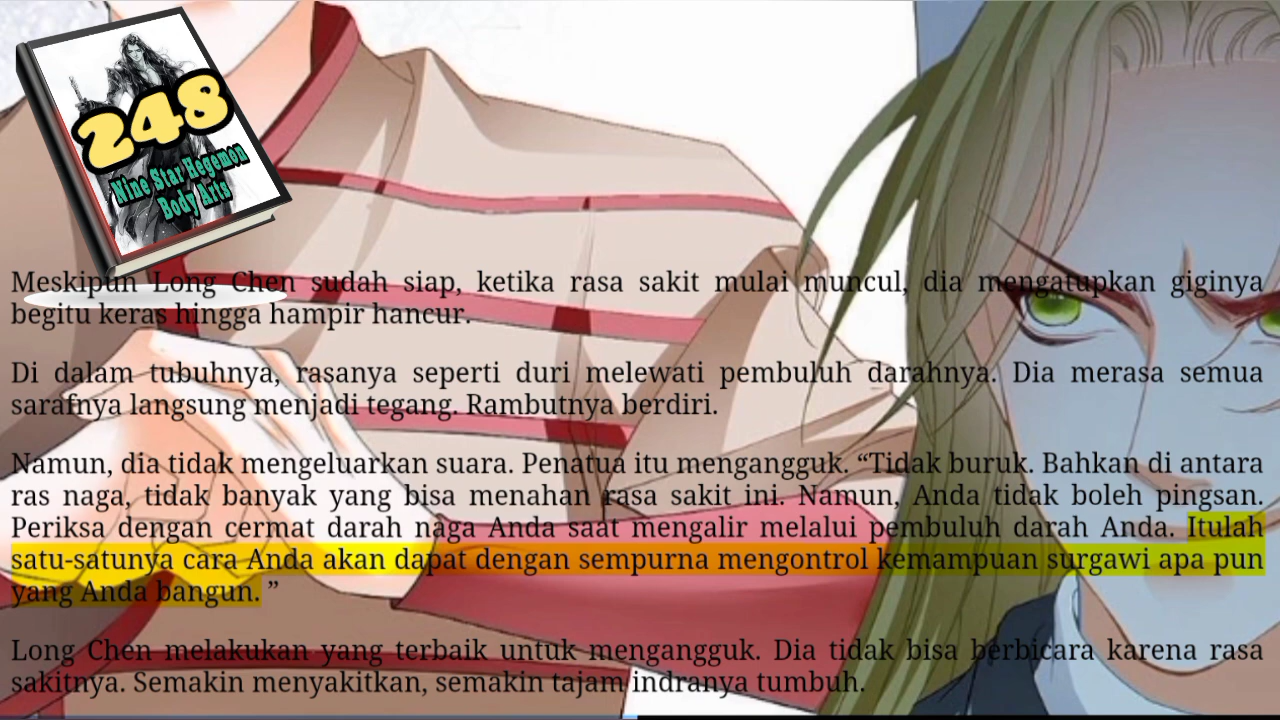 248
Nine Star Hegemon
Body Arts
Meskipun Long Chen sudah siap, ketika rasa sakit mulai muncul, dia mengatupkan giginya
begitu keras hingga hampir hancur.
Di dalam tubuhnya, rasanya seperti duri melewati pembuluh darahnya. Dia merasa semua
sarafnya langsung menjadi tegang. Rambutnya berdiri.
Namun, dia tidak mengeluarkan suara. Penatua itu mengangguk. “Tidak buruk. Bahkan di antara
ras naga, tidak banyak yang bisa menahan rasa sakit ini. Namun, Anda tidak boleh pingsan.
Periksa dengan cermat darah naga Anda saat mengalir melalui pembuluh darah Anda. Itulah
satu-satunya cara Anda akan dapat dengan sempurna mengontrol kemampuan surgawi apa pun
yang Anda bangun. ”
Long Chen melakukan yang terbaik untuk mengangguk. Dia tidak bisa berbicara karena rasa
sakitnya. Semakin menyakitkan, semakin tajam indranya tumbuh.